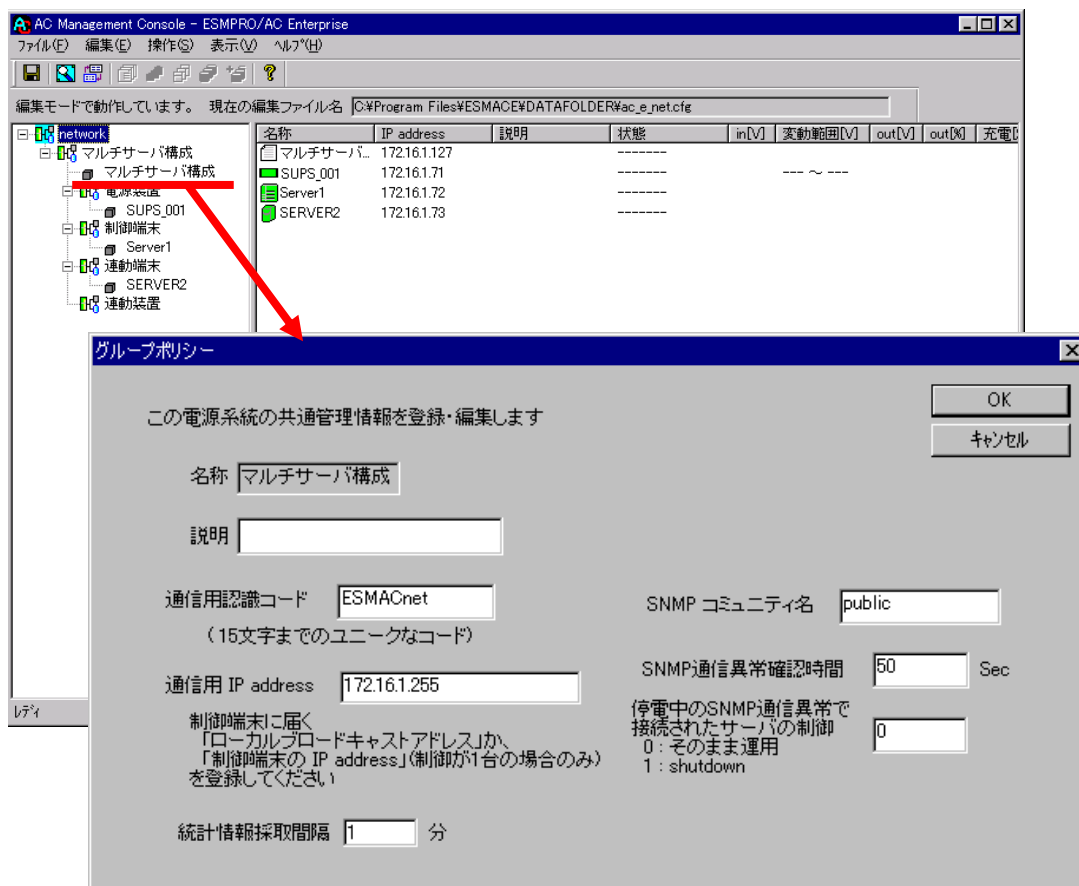 AC Management Console - ESMPRO/AC Enterprise
ファイル(F) 編集(E) 操作(S) 表示(V) ヘルプ(H)
編集モードで動作しています。 現在の編集ファイル名 C:¥Program Files¥ESMACE¥DATAFOLDER¥ac_e_net.cfg
network
マルチサーバ構成
マルチサーバ構成
電源装置
SUPS_001
制御端末
Server1
連動端末
SERVER2
連動装置
名称 IP address 説明 状態 in[V] 変動範囲[V] out[V] out[%] 充電[
マルチサーバ... 172.16.1.127 -------
SUPS_001 172.16.1.71 ------- --- ～ ---
Server1 172.16.1.72 -------
SERVER2 172.16.1.73 -------
レディ
グループポリシー
この電源系統の共通管理情報を登録・編集します
OK
キャンセル
名称 マルチサーバ構成
説明
通信用認識コード ESMACnet
(15文字までのユニークなコード)
通信用 IP address 172.16.1.255
制御端末に届く
「ローカルブロードキャストアドレス」か、
「制御端末の IP address」(制御が1台の場合のみ)
を登録してください
統計情報採取間隔 1 分
SNMP コミュニティ名 public
SNMP通信異常確認時間 50 Sec
停電中のSNMP通信異常で
接続されたサーバの制御 0
0:そのまま運用
1:shutdown